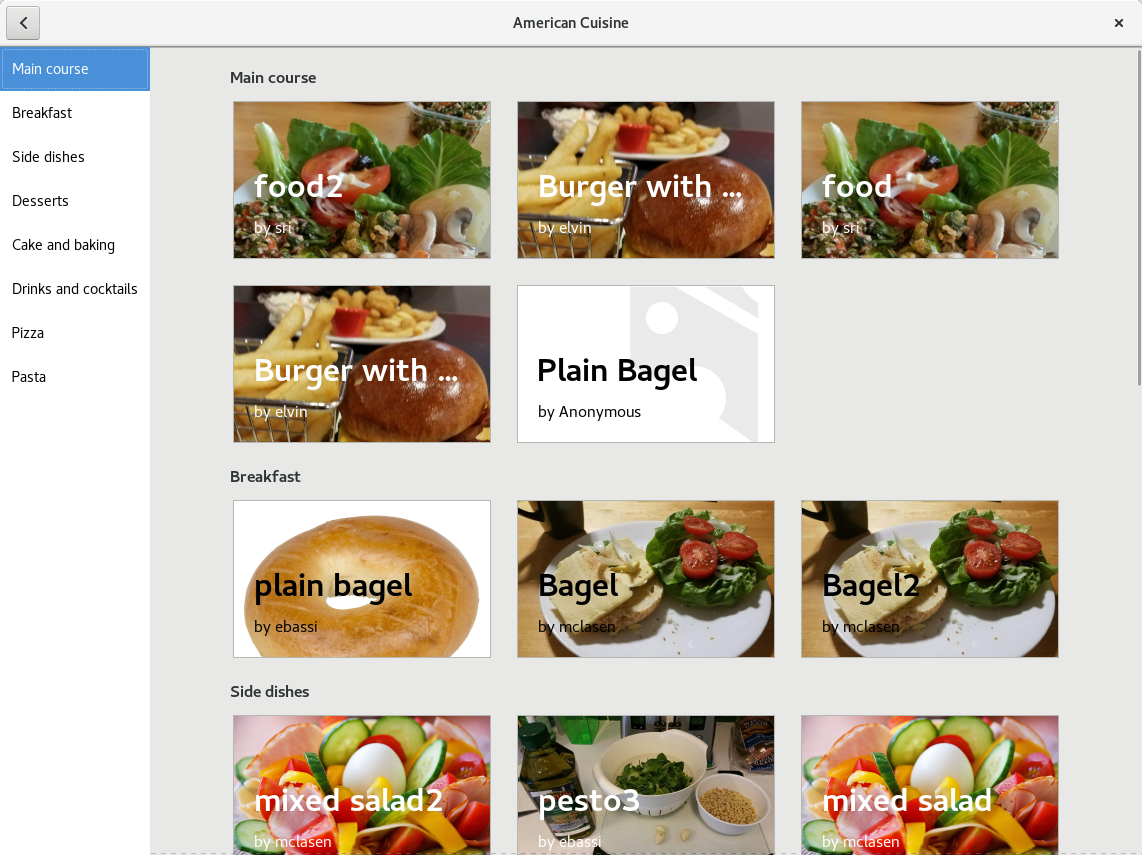 American Cuisine
Main course
Breakfast
Side dishes
Desserts
Cake and baking
Drinks and cocktails
Pizza
Pasta
Main course
food2
by sri
Burger with ...
by elvin
food
by sri
Burger with ...
by elvin
Plain Bagel
by Anonymous
Breakfast
plain bagel
by ebassi
Bagel
by mclasen
Bagel2
by mclasen
Side dishes
mixed salad2
by mclasen
pesto3
by ebassi
mixed salad
by mclasen